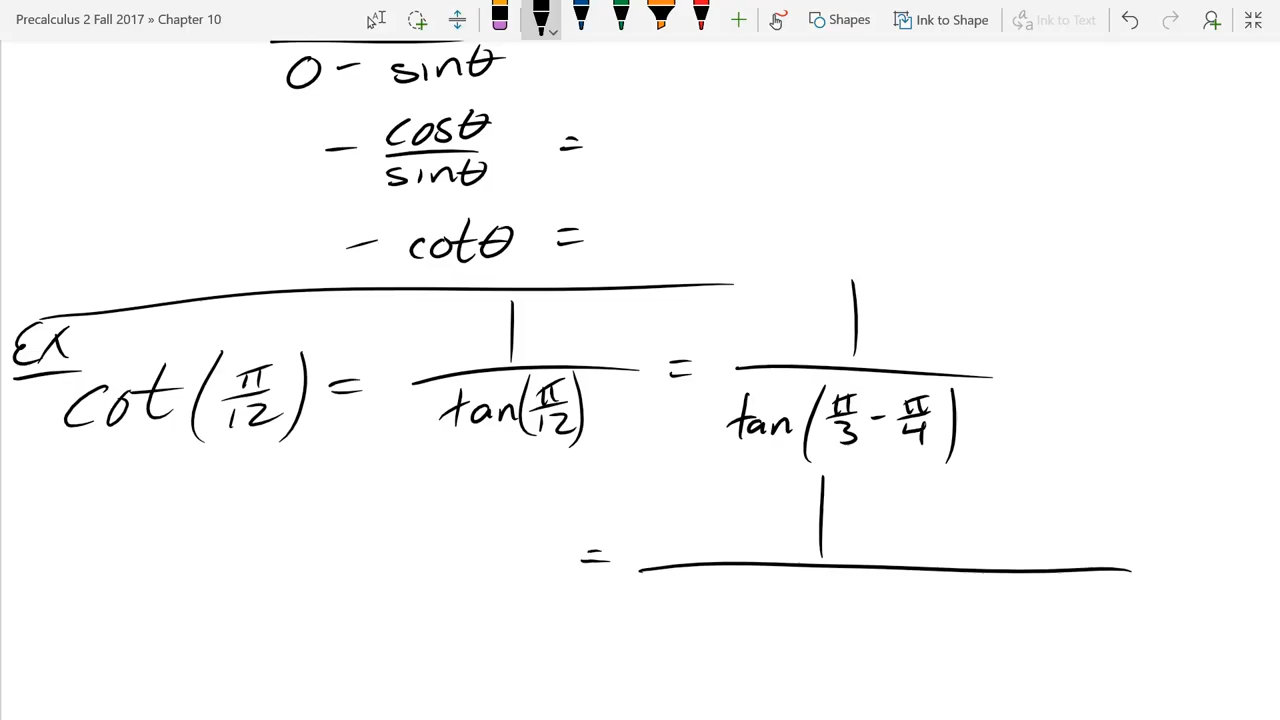 Precalculus 2 Fall 2017 » Chapter 10
Shapes
Ink to Shape
Ink to Text
0 - sinθ
- cosθ/sinθ =
- cotθ =
Ex
cot(π/12) = 1/tan(π/12) = 1/tan(π/3 - π/4)
= 1/